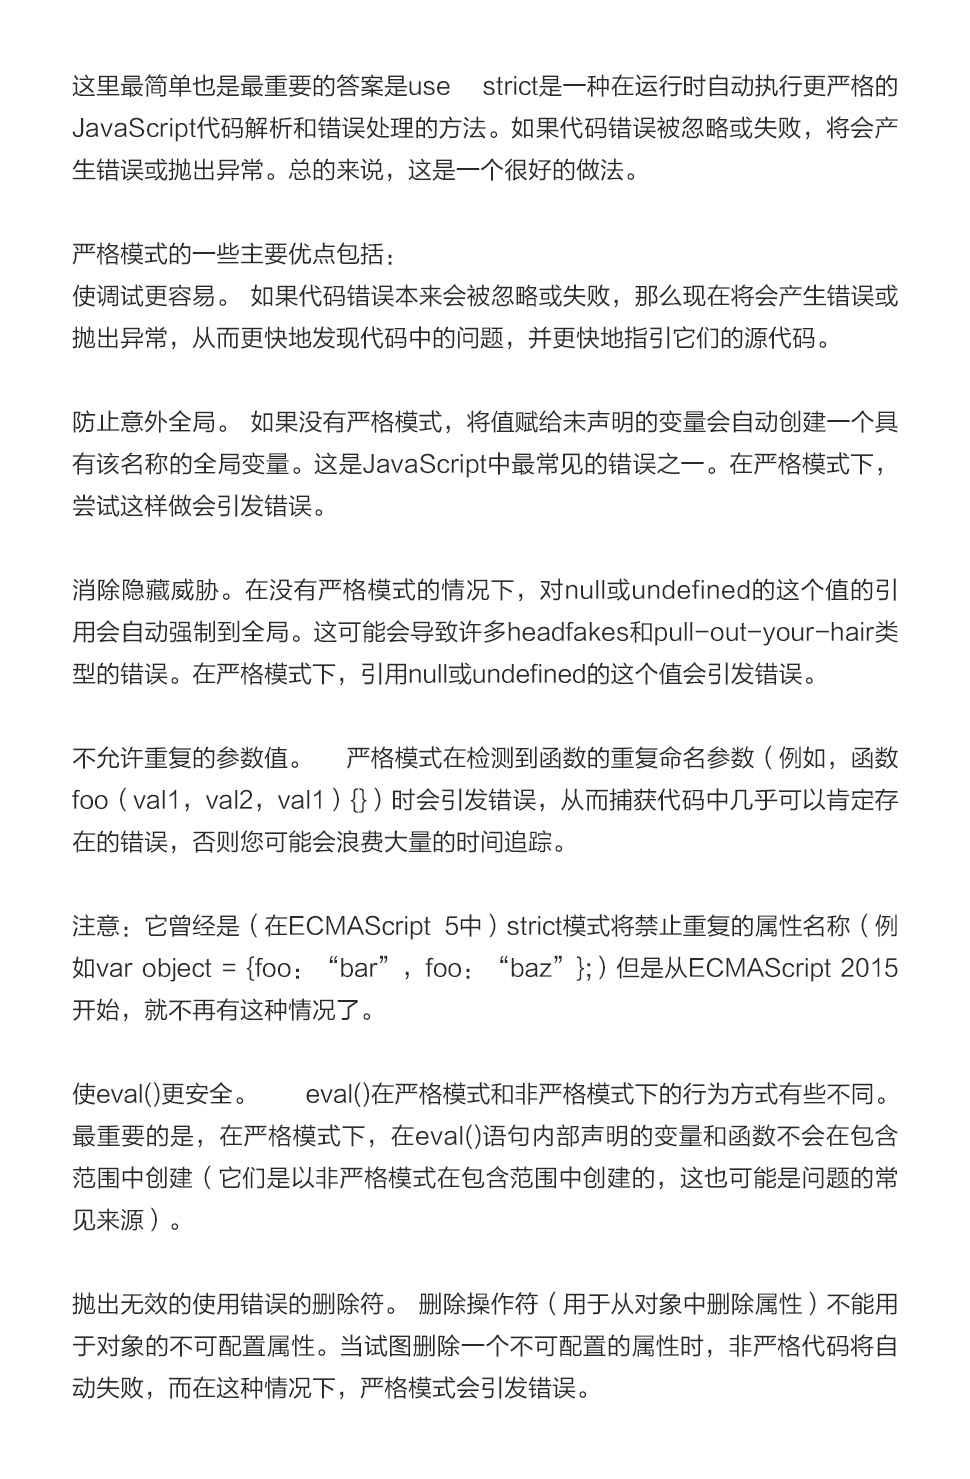 这里最简单也是最重要的答案是use strict是一种在运行时自动执行更严格的
JavaScript代码解析和错误处理的方法。如果代码错误被忽略或失败，将会产
生错误或抛出异常。总的来说，这是一个很好的做法。
严格模式的一些主要优点包括：
使调试更容易。 如果代码错误本来会被忽略或失败，那么现在将会产生错误或
抛出异常，从而更快地发现代码中的问题，并更快地指引它们的源代码。
防止意外全局。 如果没有严格模式，将值赋给未声明的变量会自动创建一个具
有该名称的全局变量。这是JavaScript中最常见的错误之一。在严格模式下，
尝试这样做会引发错误。
消除隐藏威胁。在没有严格模式的情况下，对null或undefined的这个值的引
用会自动强制到全局。这可能会导致许多headfakes和pull-out-your-hair类
型的错误。在严格模式下，引用null或undefined的这个值会引发错误。
不允许重复的参数值。 严格模式在检测到函数的重复命名参数（例如，函数
foo（val1，val2，val1）{}）时会引发错误，从而捕获代码中几乎可以肯定存
在的错误，否则您可能会浪费大量的时间追踪。
注意：它曾经是（在ECMAScript 5中）strict模式将禁止重复的属性名称（例
如var object = {foo：“bar”，foo：“baz”};）但是从ECMAScript 2015
开始，就不再有这种情况了。
使eval()更安全。 eval()在严格模式和非严格模式下的行为方式有些不同。
最重要的是，在严格模式下，在eval()语句内部声明的变量和函数不会在包含
范围中创建（它们是以非严格模式在包含范围中创建的，这也可能是问题的常
见来源）。
抛出无效的使用错误的删除符。 删除操作符（用于从对象中删除属性）不能用
于对象的不可配置属性。当试图删除一个不可配置的属性时，非严格代码将自
动失败，而在这种情况下，严格模式会引发错误。